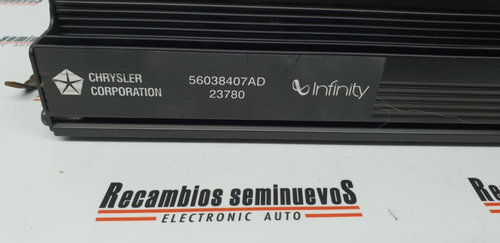 CHRYSLER
CORPORATION
56038407AD
23780
Infinity
Recambios seminuevoS
ELECTRONIC AUTO